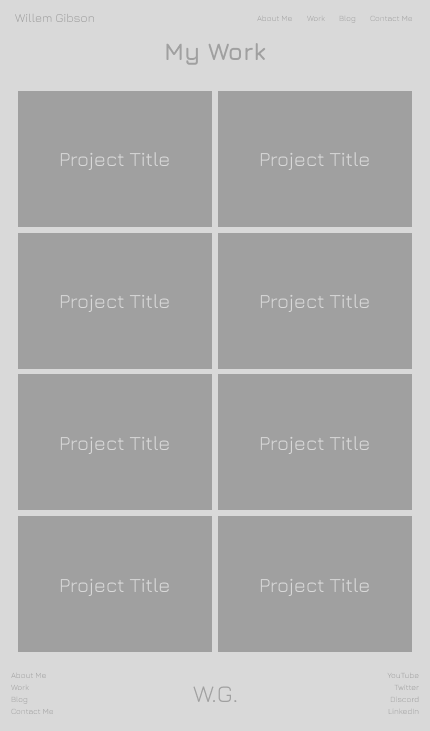 Willem Gibson
About Me Work Blog Contact Me
My Work
Project Title Project Title
Project Title Project Title
Project Title Project Title
Project Title Project Title
About Me
Work
Blog
Contact Me
W.G.
YouTube
Twitter
Discord
LinkedIn